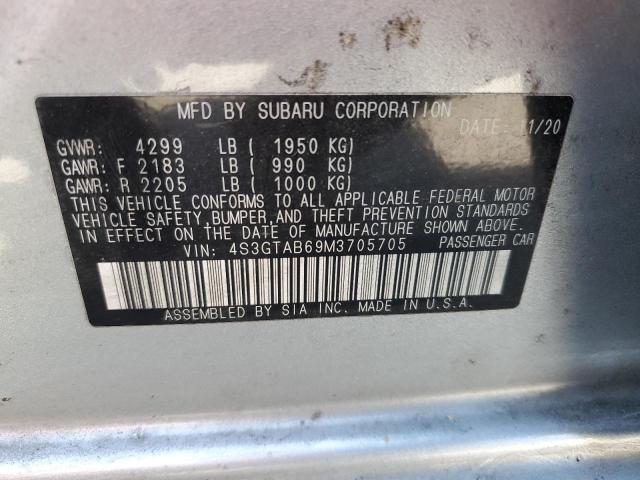 MFD BY SUBARU CORPORATION
DATE: 11/20
GVWR: 4299 LB ( 1950 KG)
GAWR: F 2183 LB ( 990 KG)
GAWR: R 2205 LB ( 1000 KG)
THIS VEHICLE CONFORMS TO ALL APPLICABLE FEDERAL MOTOR
VEHICLE SAFETY, BUMPER, AND THEFT PREVENTION STANDARDS
IN EFFECT ON THE DATE OF MANUFACTURE SHOWN ABOVE.
VIN: 4S3GTAB69M3705705 PASSENGER CAR
ASSEMBLED BY SIA INC. MADE IN U.S.A.